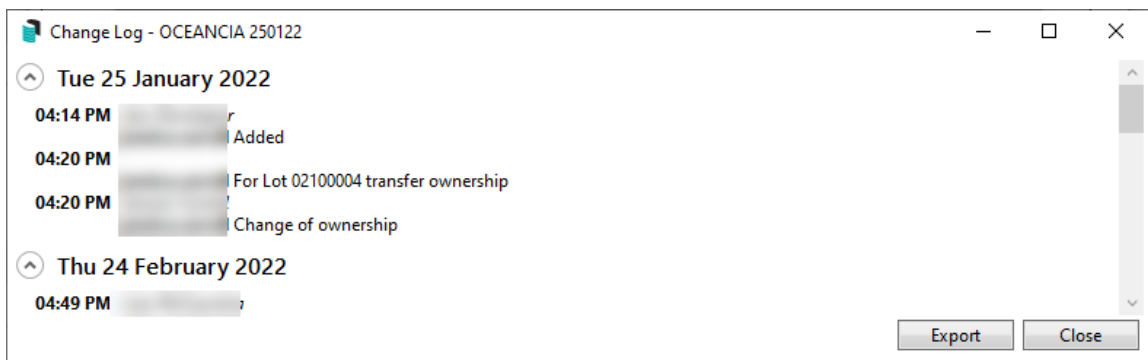 Change Log - OCEANCIA 250122
Tue 25 January 2022
04:14 PM
Added
04:20 PM
For Lot 02100004 transfer ownership
04:20 PM
Change of ownership
Thu 24 February 2022
04:49 PM
Export Close